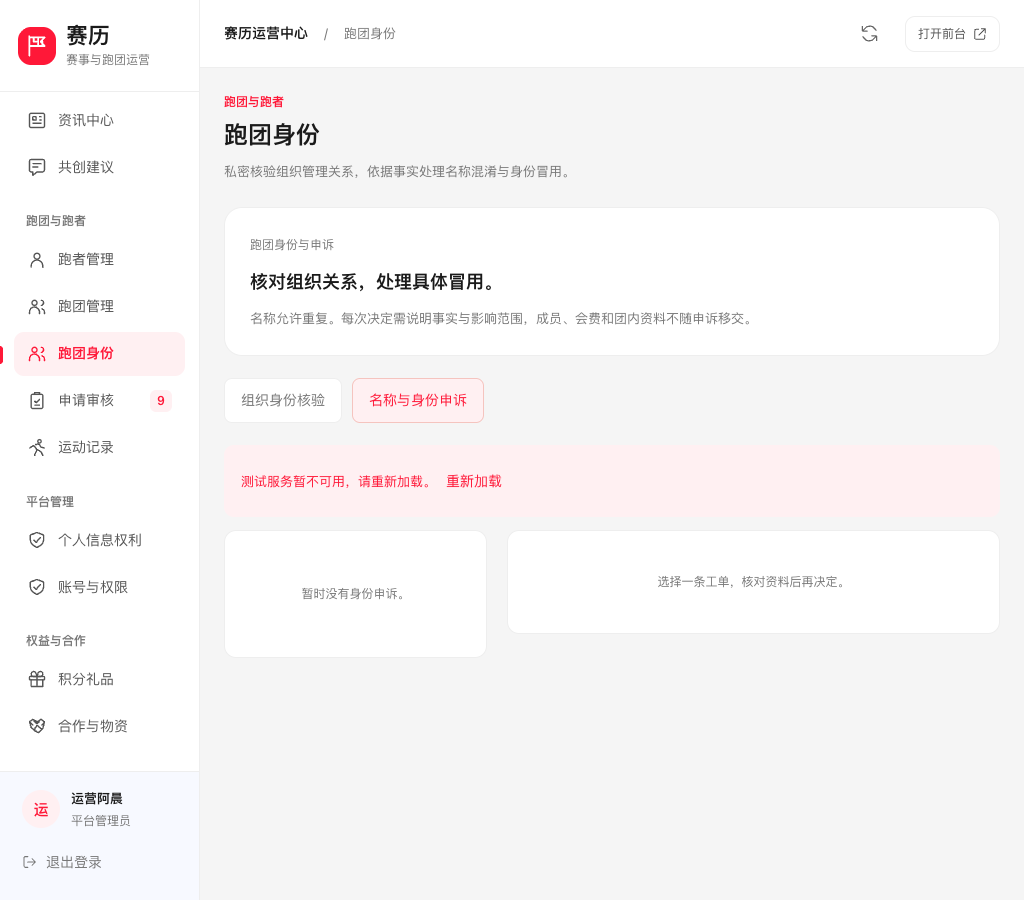 赛历
赛事与跑团运营
资讯中心
共创建议
跑团与跑者
跑者管理
跑团管理
跑团身份
申请审核 9
运动记录
平台管理
个人信息权利
账号与权限
权益与合作
积分礼品
合作与物资
运
运营阿晨
平台管理员
退出登录
赛历运营中心 / 跑团身份
打开前台
跑团与跑者
跑团身份
私密核验组织管理关系，依据事实处理名称混淆与身份冒用。
跑团身份与申诉
核对组织关系，处理具体冒用。
名称允许重复。每次决定需说明事实与影响范围，成员、会费和团内资料不随申诉移交。
组织身份核验 名称与身份申诉
测试服务暂不可用，请重新加载。 重新加载
暂时没有身份申诉。
选择一条工单，核对资料后再决定。